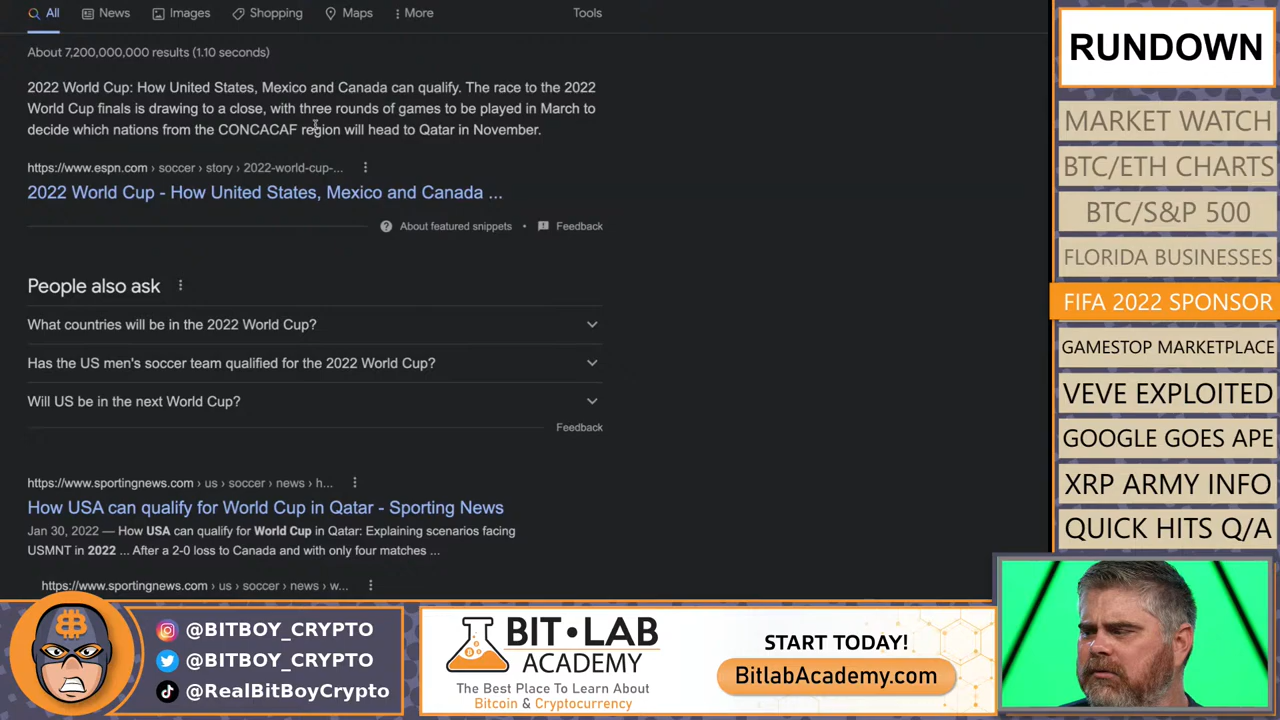 All
News
Images
Shopping
Maps
More
Tools
About 7,200,000,000 results (1.10 seconds)
2022 World Cup: How United States, Mexico and Canada can qualify. The race to the 2022
World Cup finals is drawing to a close, with three rounds of games to be played in March to
decide which nations from the CONCACAF region will head to Qatar in November.
https://www.espn.com › soccer › story › 2022-world-cup-...
2022 World Cup - How United States, Mexico and Canada ...
About featured snippets • Feedback
People also ask
What countries will be in the 2022 World Cup?
Has the US men's soccer team qualified for the 2022 World Cup?
Will US be in the next World Cup?
Feedback
https://www.sportingnews.com › us › soccer › news › h...
How USA can qualify for World Cup in Qatar - Sporting News
Jan 30, 2022 — How USA can qualify for World Cup in Qatar: Explaining scenarios facing
USMNT in 2022 ... After a 2-0 loss to Canada and with only four matches ...
https://www.sportingnews.com › us › soccer › news › w...
RUNDOWN
MARKET WATCH
BTC/ETH CHARTS
BTC/S&P 500
FLORIDA BUSINESSES
FIFA 2022 SPONSOR
GAMESTOP MARKETPLACE
VEVE EXPLOITED
GOOGLE GOES APE
XRP ARMY INFO
QUICK HITS Q/A
@BITBOY_CRYPTO
@BITBOY_CRYPTO
@RealBitBoyCrypto
BIT•LAB
ACADEMY
The Best Place To Learn About
Bitcoin & Cryptocurrency
START TODAY!
BitlabAcademy.com